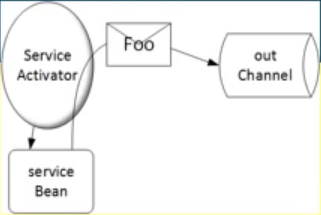 Service
Activator
Foo
out
Channel
service
Bean